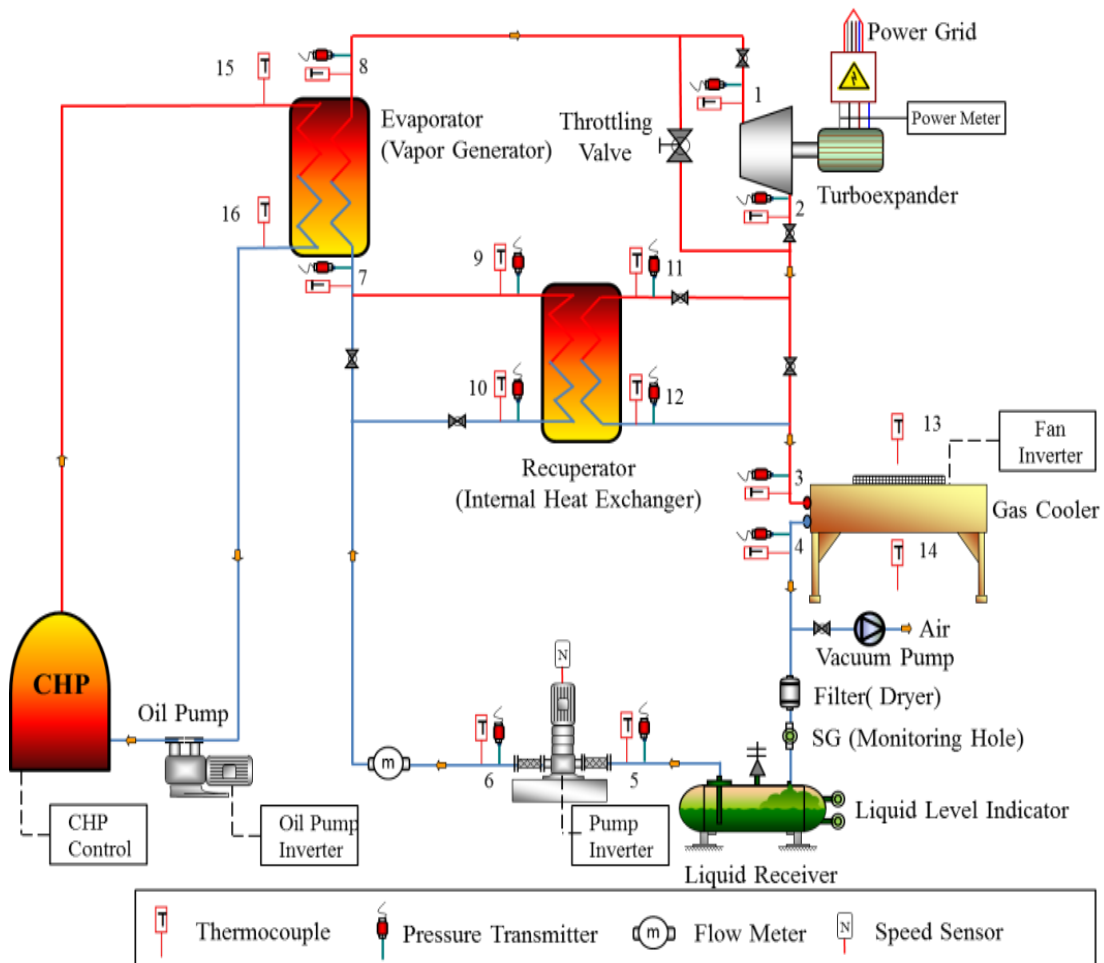 Power Grid
15
8
1
Evaporator
(Vapor Generator)
Throttling
Valve
Power Meter
Turboexpander
16
2
7
9
11
10
12
13
Fan
Inverter
Recuperator
(Internal Heat Exchanger)
3
Gas Cooler
4
14
Air
Vacuum Pump
CHP
Oil Pump
N
Filter( Dryer)
SG (Monitoring Hole)
m
6
5
CHP
Control
Oil Pump
Inverter
Pump
Inverter
Liquid Level Indicator
Liquid Receiver
T
Thermocouple
Pressure Transmitter
m
Flow Meter
N
Speed Sensor